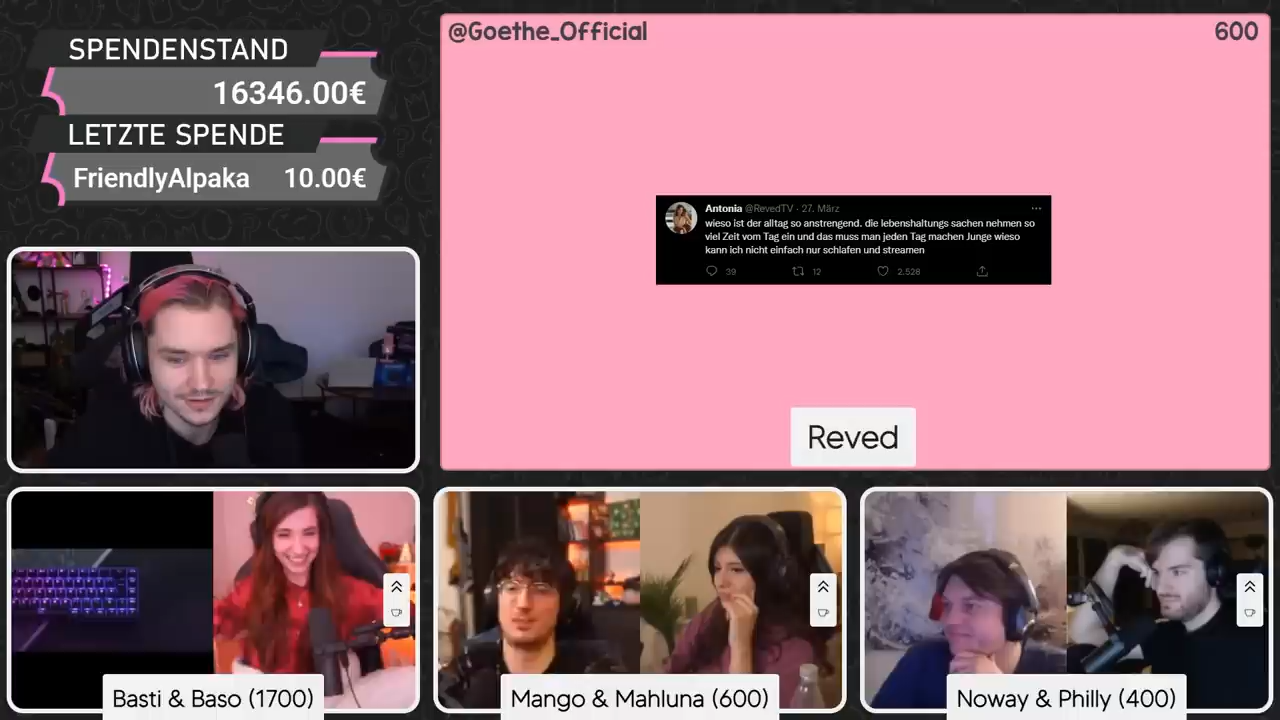 SPENDENSTAND
16346.00€
LETZTE SPENDE
FriendlyAlpaka 10.00€
@Goethe_Official 600
Antonia @RevedTV · 27. März
wieso ist der alltag so anstrengend. die lebenshaltungs sachen nehmen so
viel Zeit vom Tag ein und das muss man jeden Tag machen Junge wieso
kann ich nicht einfach nur schlafen und streamen
39 12 2.528
Reved
Basti & Baso (1700)
Mango & Mahluna (600)
Noway & Philly (400)